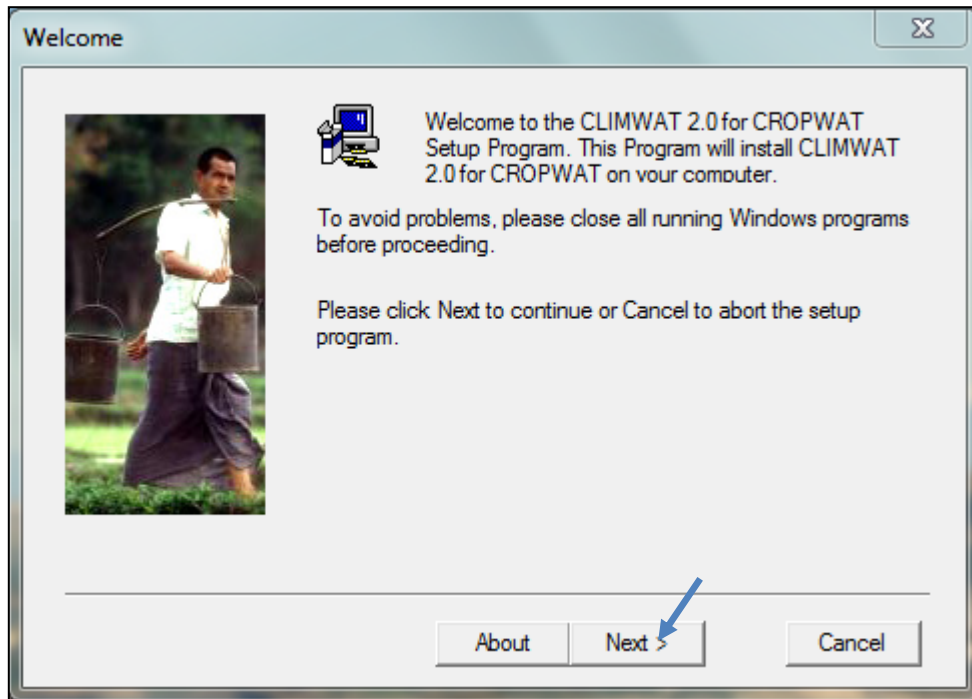 Welcome
Welcome to the CLIMWAT 2.0 for CROPWAT
Setup Program. This Program will install CLIMWAT
2.0 for CROPWAT on your computer.
To avoid problems, please close all running Windows programs
before proceeding.
Please click Next to continue or Cancel to abort the setup
program.
About
Next >
Cancel